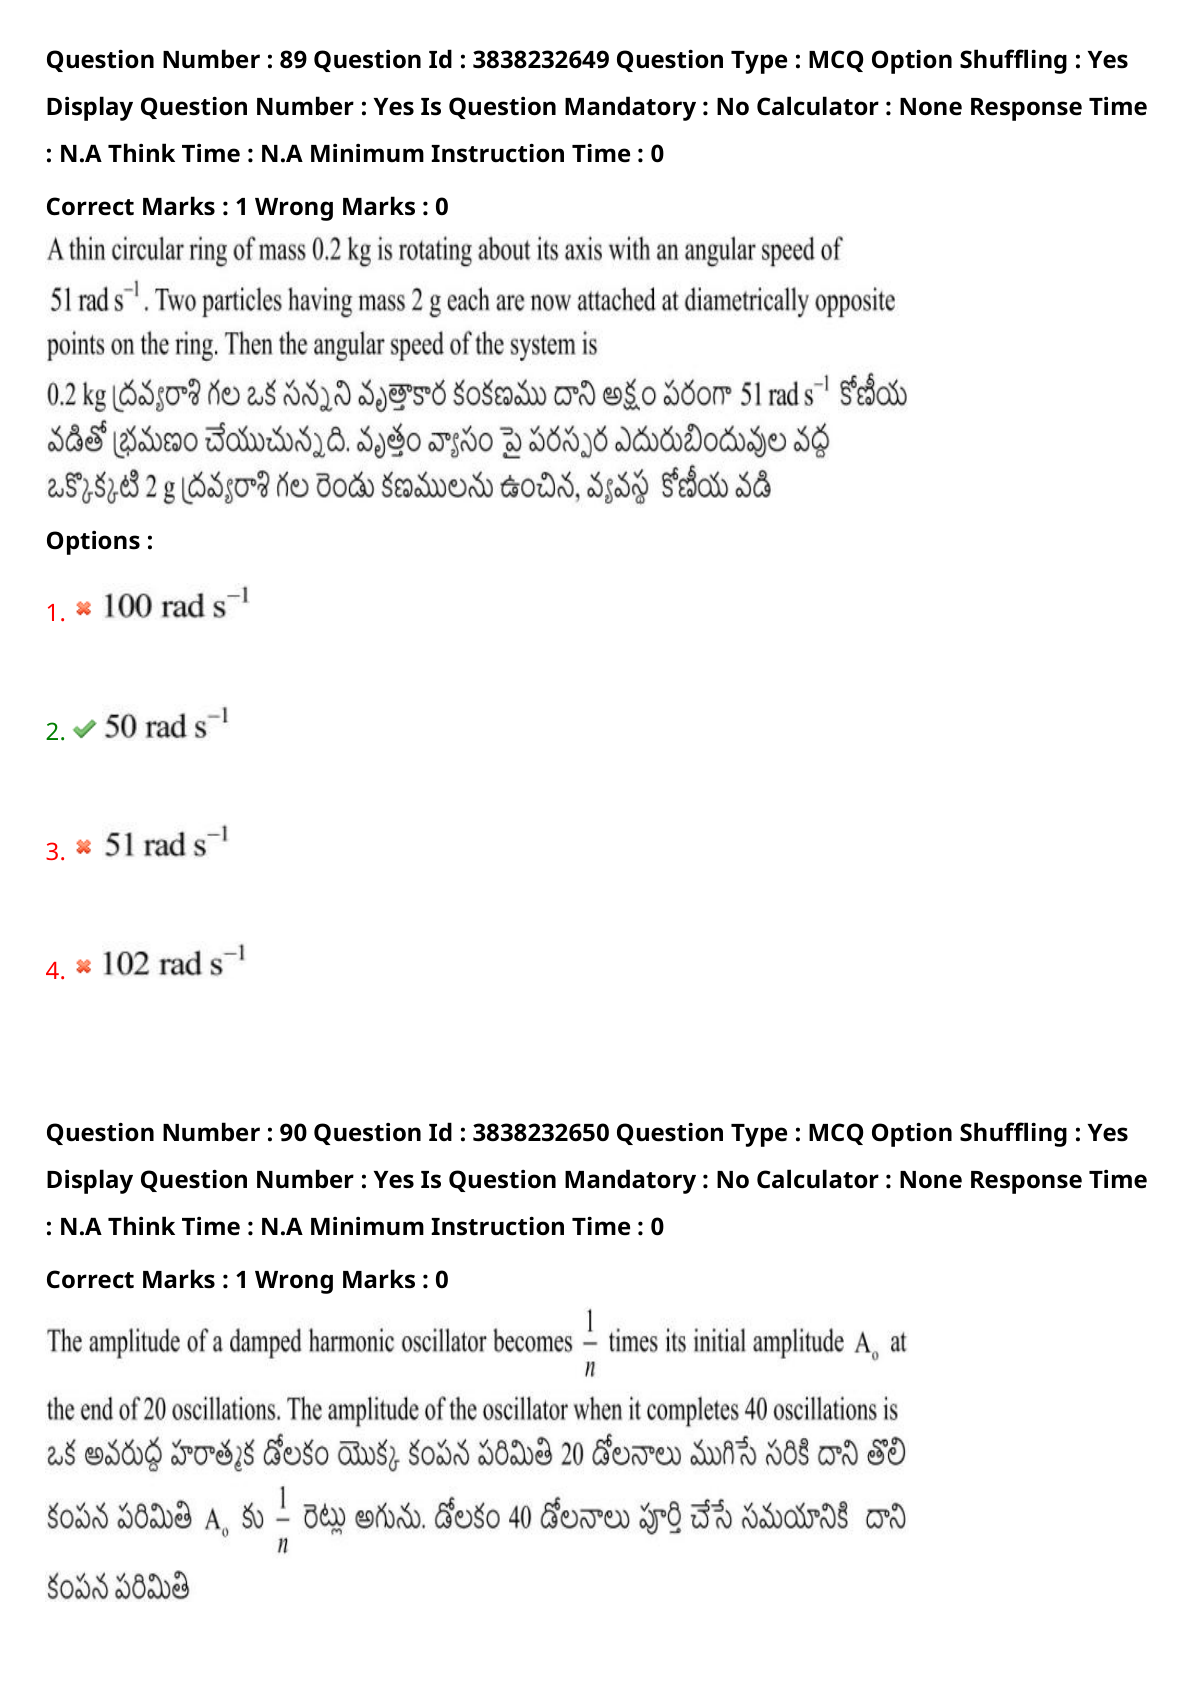 Question Number : 89 Question Id : 3838232649 Question Type : MCQ Option Shuffling : Yes
Display Question Number : Yes Is Question Mandatory : No Calculator : None Response Time
: N.A Think Time : N.A Minimum Instruction Time : 0
Correct Marks : 1 Wrong Marks : 0
A thin circular ring of mass 0.2 kg is rotating about its axis with an angular speed of
51 rad s⁻¹. Two particles having mass 2 g each are now attached at diametrically opposite
points on the ring. Then the angular speed of the system is
0.2 kg ద్రవ్యరాశి గల ఒక సన్నని వృత్తాకార కంకణము దాని అక్షం పరంగా 51 rad s⁻¹ కోణీయ
వడితో భ్రమణం చేయుచున్నది. వృత్తం వ్యాసం పై పరస్పర ఎదురుబిందువుల వద్ద
ఒక్కొక్కటి 2 g ద్రవ్యరాశి గల రెండు కణములను ఉంచిన, వ్యవస్థ కోణీయ వడి
Options :
1. 100 rad s⁻¹
2. 50 rad s⁻¹
3. 51 rad s⁻¹
4. 102 rad s⁻¹
Question Number : 90 Question Id : 3838232650 Question Type : MCQ Option Shuffling : Yes
Display Question Number : Yes Is Question Mandatory : No Calculator : None Response Time
: N.A Think Time : N.A Minimum Instruction Time : 0
Correct Marks : 1 Wrong Marks : 0
The amplitude of a damped harmonic oscillator becomes 1/n times its initial amplitude A₀ at
the end of 20 oscillations. The amplitude of the oscillator when it completes 40 oscillations is
ఒక అవరుద్ద హరాత్మక డోలకం యొక్క కంపన పరిమితి 20 డోలనాలు ముగిసే సరికి దాని తొలి
కంపన పరిమితి A₀ కు 1/n రెట్లు అగును. డోలకం 40 డోలనాలు పూర్తి చేసే సమయానికి దాని
కంపన పరిమితి